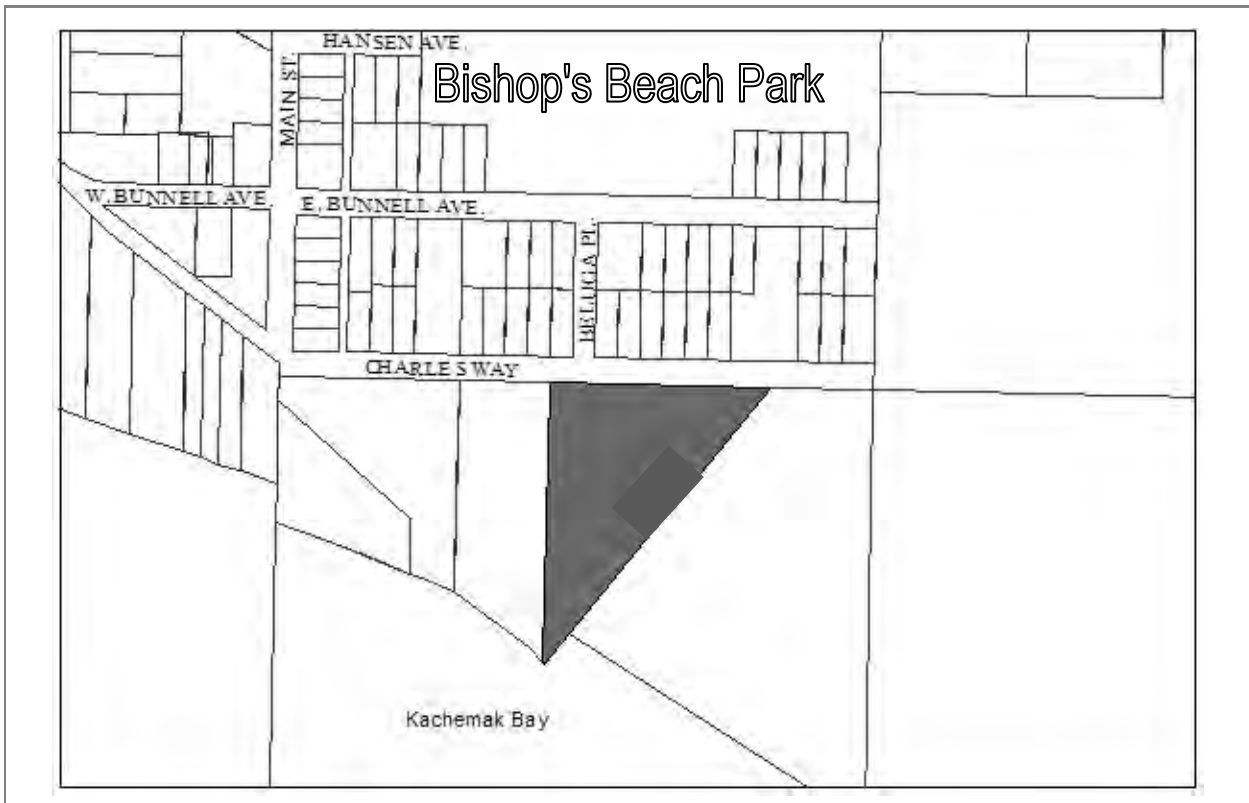 HANSEN AVE.
Bishop's Beach Park
MAIN ST.
W. BUNNELL AVE.
E. BUNNELL AVE.
BELUGA PL.
CHARLES WAY
Kachemak Bay